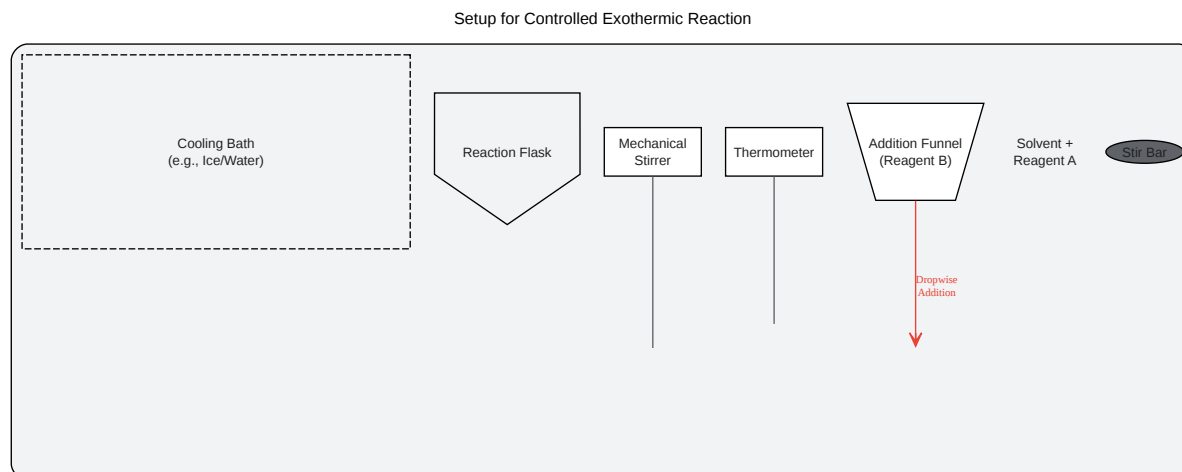 Setup for Controlled Exothermic Reaction
Cooling Bath
(e.g., Ice/Water)
Reaction Flask
Mechanical
Stirrer
Thermometer
Addition Funnel
(Reagent B)
Solvent +
Reagent A
Stir Bar
Dropwise
Addition